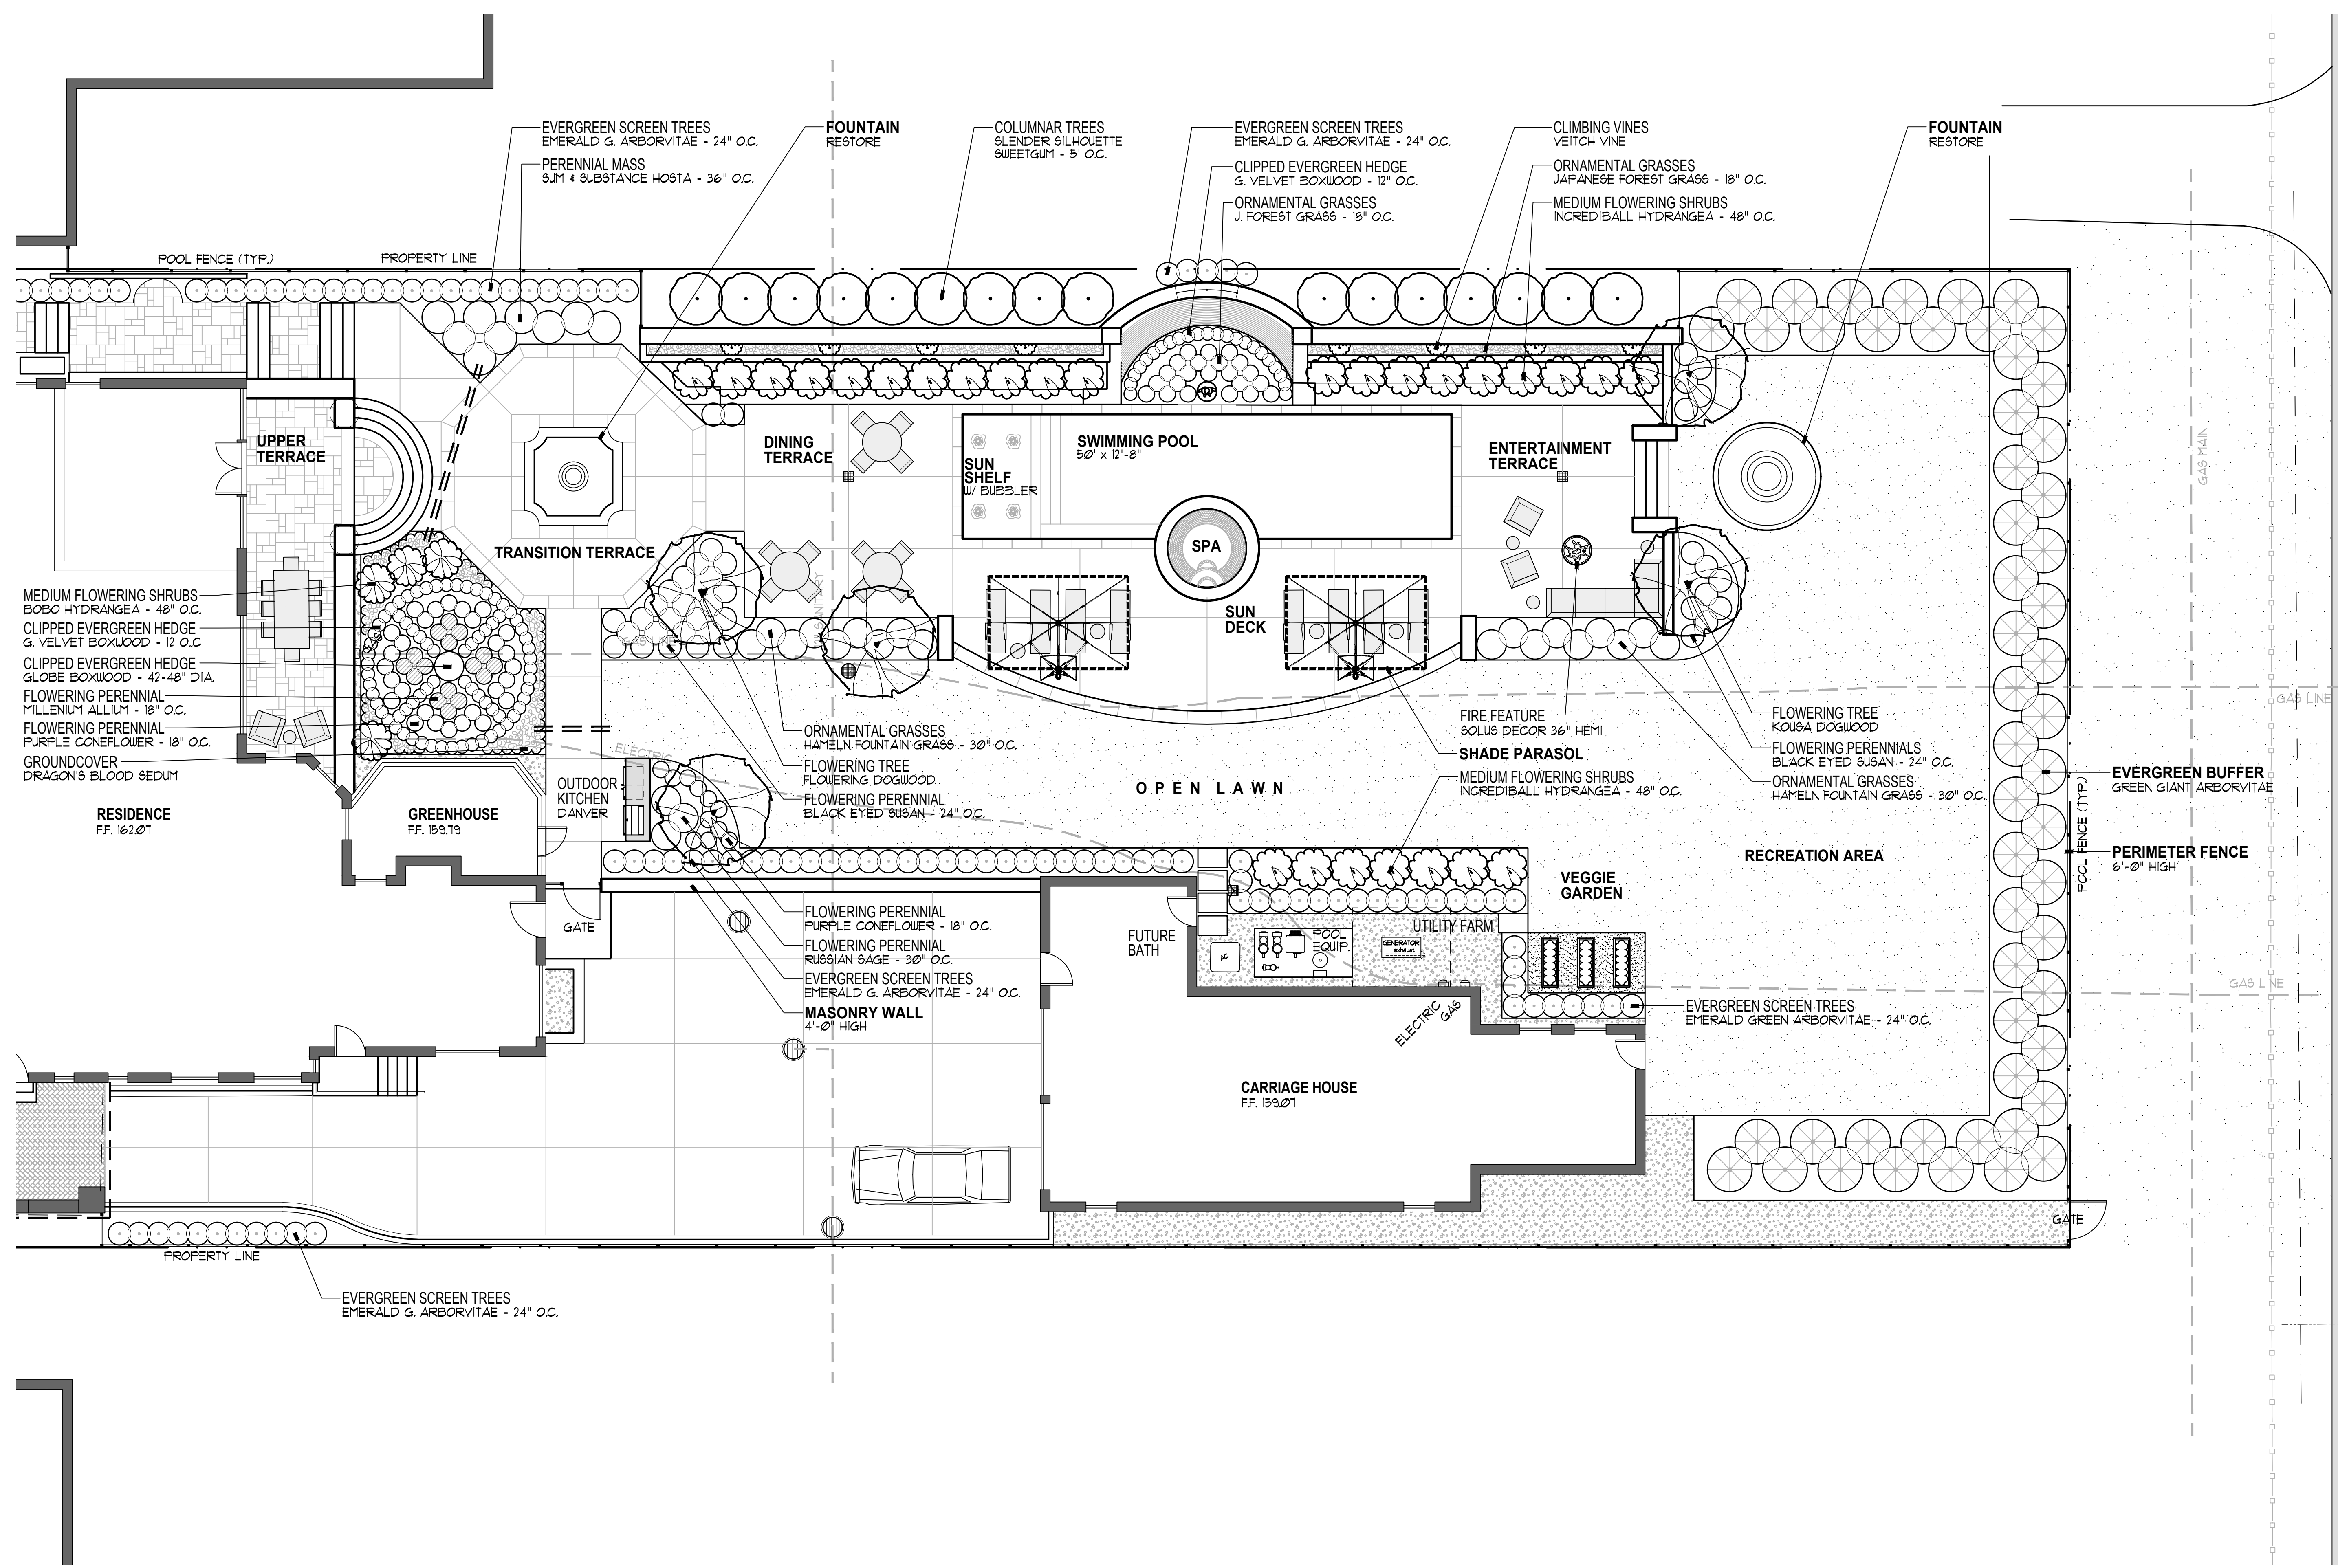 EVERGREEN SCREEN TREES
EMERALD G. ARBORVITAE - 24" O.C.
PERENNIAL MASS
SUM & SUBSTANCE HOSTA - 36" O.C.
FOUNTAIN
RESTORE
COLUMNAR TREES
SLENDER SILHOUETTE
SWEETGUM - 5' O.C.
EVERGREEN SCREEN TREES
EMERALD G. ARBORVITAE - 24" O.C.
CLIPPED EVERGREEN HEDGE
G. VELVET BOXWOOD - 12" O.C.
ORNAMENTAL GRASSES
J. FOREST GRASS - 18" O.C.
CLIMBING VINES
VEITCH VINE
ORNAMENTAL GRASSES
JAPANESE FOREST GRASS - 18" O.C.
MEDIUM FLOWERING SHRUBS
INCREDIBALL HYDRANGEA - 48" O.C.
FOUNTAIN
RESTORE
POOL FENCE (TYP.)
PROPERTY LINE
UPPER
TERRACE
DINING
TERRACE
SUN
SHELF
W/ BUBBLER
SWIMMING POOL
50' x 12'-8"
ENTERTAINMENT
TERRACE
GAS MAIN
TRANSITION TERRACE
SPA
SUN
DECK
MEDIUM FLOWERING SHRUBS
BOBO HYDRANGEA - 48" O.C.
CLIPPED EVERGREEN HEDGE
G. VELVET BOXWOOD - 12 O.C
CLIPPED EVERGREEN HEDGE
GLOBE BOXWOOD - 42-48" DIA.
FLOWERING PERENNIAL
MILLENIUM ALLIUM - 18" O.C.
FLOWERING PERENNIAL
PURPLE CONEFLOWER - 18" O.C.
GROUNDCOVER
DRAGON'S BLOOD SEDUM
SANITARY
GAS LINE
ELECTRIC
ORNAMENTAL GRASSES
HAMELN FOUNTAIN GRASS - 30" O.C.
FLOWERING TREE
FLOWERING DOGWOOD
FLOWERING PERENNIAL
BLACK EYED SUSAN - 24" O.C.
OPEN LAWN
FIRE FEATURE
SOLUS DECOR 36" HEMI
SHADE PARASOL
MEDIUM FLOWERING SHRUBS
INCREDIBALL HYDRANGEA - 48" O.C.
FLOWERING TREE
KOUSA DOGWOOD
FLOWERING PERENNIALS
BLACK EYED SUSAN - 24" O.C.
ORNAMENTAL GRASSES
HAMELN FOUNTAIN GRASS - 30" O.C.
GAS LINE
EVERGREEN BUFFER
GREEN GIANT ARBORVITAE
POOL FENCE (TYP.)
PERIMETER FENCE
6'-0" HIGH
RESIDENCE
F.F. 162.07
GREENHOUSE
F.F. 159.79
OUTDOOR
KITCHEN
DANVER
RECREATION AREA
VEGGIE
GARDEN
GATE
FLOWERING PERENNIAL
PURPLE CONEFLOWER - 18" O.C.
FLOWERING PERENNIAL
RUSSIAN SAGE - 30" O.C.
EVERGREEN SCREEN TREES
EMERALD G. ARBORVITAE - 24" O.C.
MASONRY WALL
4'-0" HIGH
FUTURE
BATH
AC
POOL
EQUIP.
GENERATOR
exhaust
UTILITY FARM
ELECTRIC
GAS
GAS LINE
EVERGREEN SCREEN TREES
EMERALD GREEN ARBORVITAE - 24" O.C.
CARRIAGE HOUSE
F.F. 159.07
GATE
PROPERTY LINE
EVERGREEN SCREEN TREES
EMERALD G. ARBORVITAE - 24" O.C.